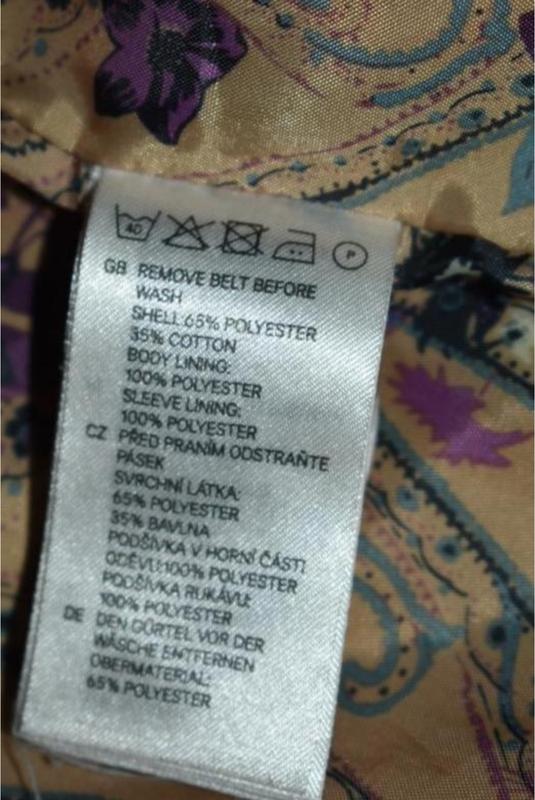 40 P
GB REMOVE BELT BEFORE
WASH
SHELL:65% POLYESTER
35% COTTON
BODY LINING:
100% POLYESTER
SLEEVE LINING:
100% POLYESTER
CZ PŘED PRANÍM ODSTRAŇTE
PÁSEK
SVRCHNÍ LÁTKA:
65% POLYESTER
35% BAVLNA
PODŠÍVKA V HORNÍ ČÁSTI
ODĚVU:100% POLYESTER
PODŠÍVKA RUKÁVU:
100% POLYESTER
DE DEN GÜRTEL VOR DER
WÄSCHE ENTFERNEN
OBERMATERIAL:
65% POLYESTER